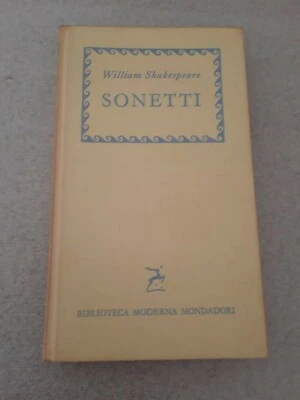 William Shakespeare
SONETTI
BIBLIOTECA MODERNA MONDADORI